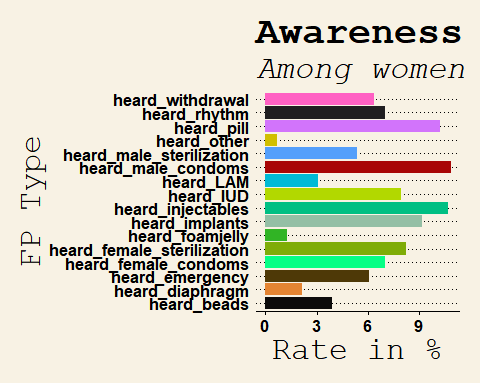 Awareness
Among women
FP Type
heard_withdrawal
heard_rhythm
heard_pill
heard_other
heard_male_sterilization
heard_male_condoms
heard_LAM
heard_IUD
heard_injectables
heard_implants
heard_foamjelly
heard_female_sterilization
heard_female_condoms
heard_emergency
heard_diaphragm
heard_beads
0 3 6 9
Rate in %